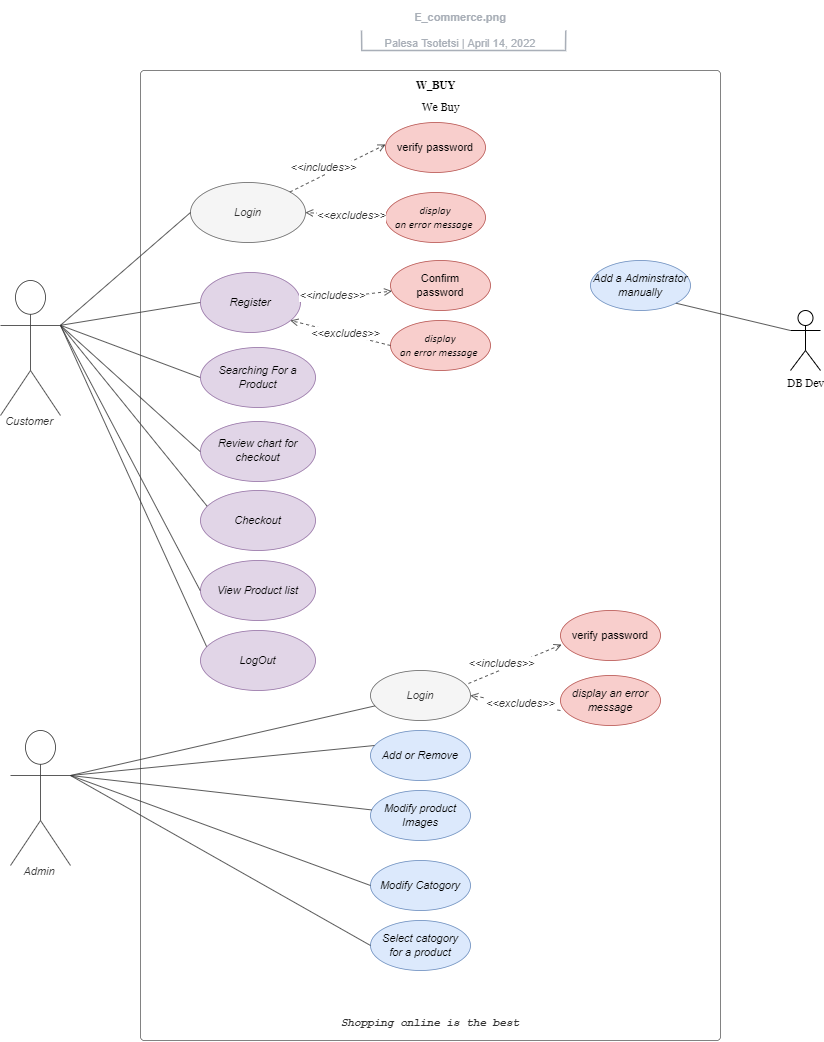 E_commerce.png
Palesa Tsotetsi | April 14, 2022
W_BUY
We Buy
verify password
<<includes>>
Login
<<excludes>>
display
an error message
Register
<<includes>>
Confirm
password
Add a Adminstrator
manually
<<excludes>>
display
an error message
DB Dev
Searching For a
Product
Customer
Review chart for
checkout
Checkout
View Product list
LogOut
verify password
<<includes>>
Login
<<excludes>>
display an error
message
Add or Remove
Modify product
Images
Admin
Modify Catogory
Select catogory
for a product
Shopping online is the best